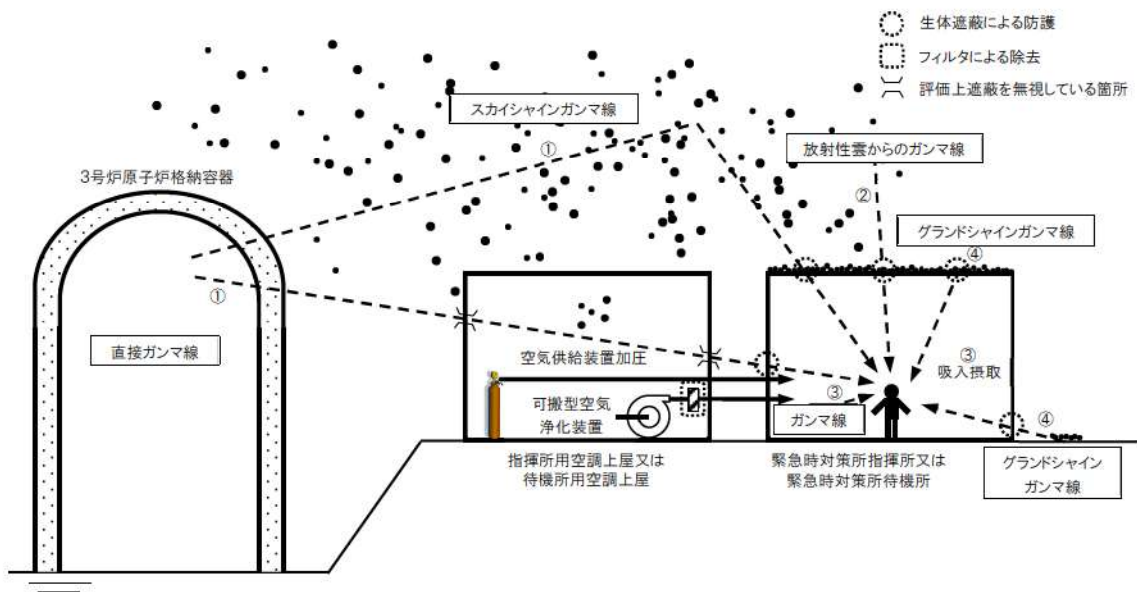 生体遮蔽による防護
フィルタによる除去
評価上遮蔽を無視している箇所
スカイシャインガンマ線
①
放射性雲からのガンマ線
②
3号炉原子炉格納容器
グランドシャインガンマ線
④
①
直接ガンマ線
空気供給装置加圧
③
吸入摂取
可搬型空気
浄化装置
③
ガンマ線
④
指揮所用空調上屋又は
待機所用空調上屋
緊急時対策所指揮所又は
緊急時対策所待機所
グランドシャイン
ガンマ線